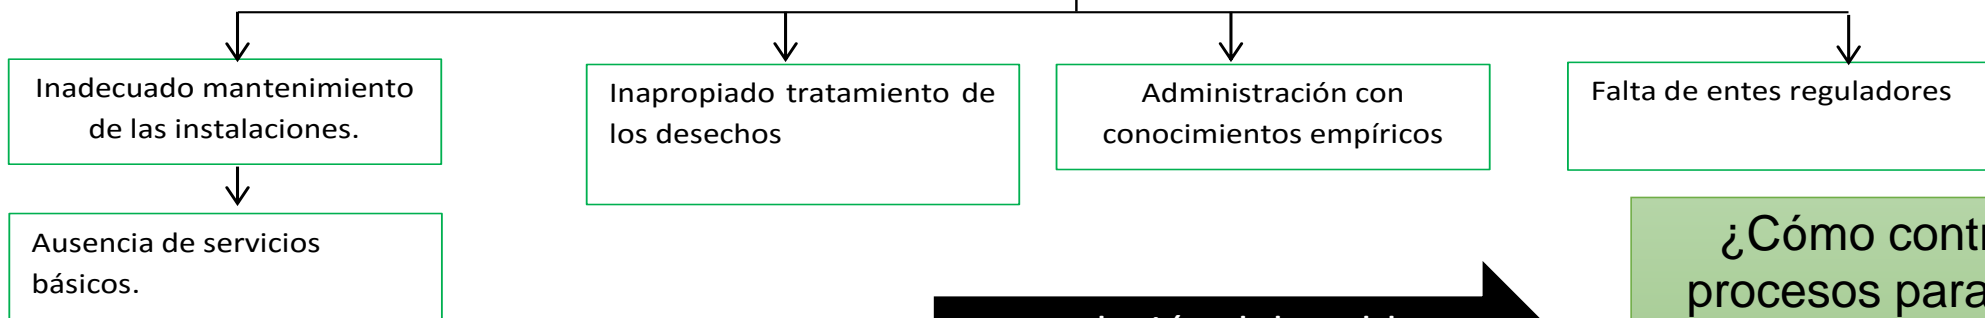 Inadecuado mantenimiento
de las instalaciones.
Inapropiado tratamiento de
los desechos
Administración con
conocimientos empíricos
Falta de entes reguladores
Ausencia de servicios
básicos.
¿Cómo
procesos para